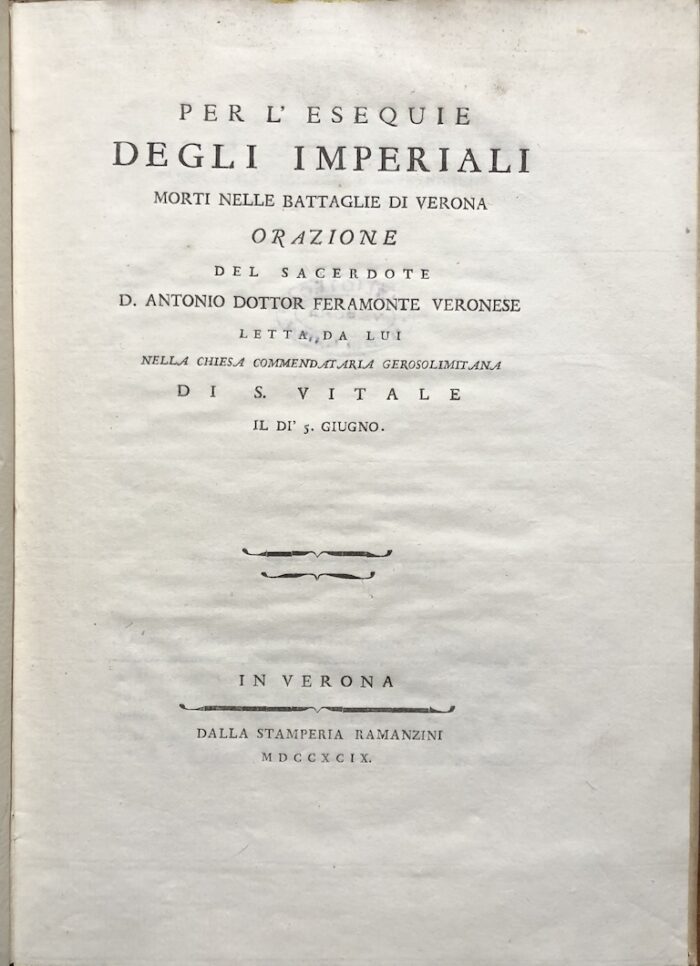 PER L' ESEQUIE
DEGLI IMPERIALI
MORTI NELLE BATTAGLIE DI VERONA
ORAZIONE
DEL SACERDOTE
D. ANTONIO DOTTOR FERAMONTE VERONESE
LETTA DA LUI
NELLA CHIESA COMMENDATARIA GEROSOLIMITANA
DI S. VITALE
IL DI' 5. GIUGNO.
IN VERONA
DALLA STAMPERIA RAMANZINI
MDCCXCIX.